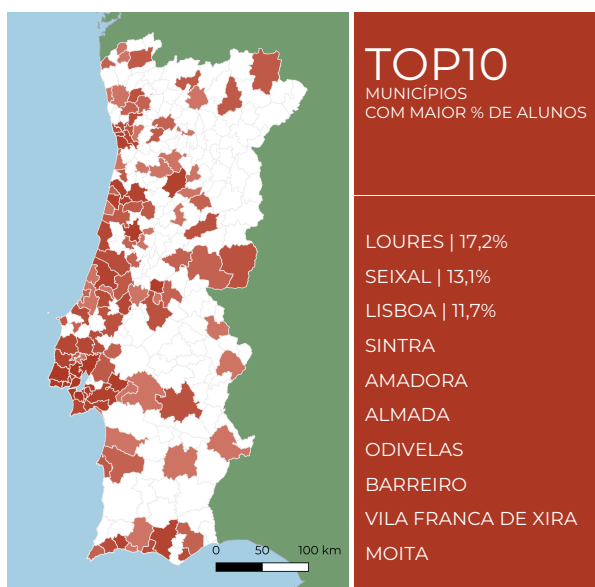 TOP10
MUNICÍPIOS
COM MAIOR % DE ALUNOS
LOURES | 17,2%
SEIXAL | 13,1%
LISBOA | 11,7%
SINTRA
AMADORA
ALMADA
ODIVELAS
BARREIRO
VILA FRANCA DE XIRA
MOITA
0 50 100 km